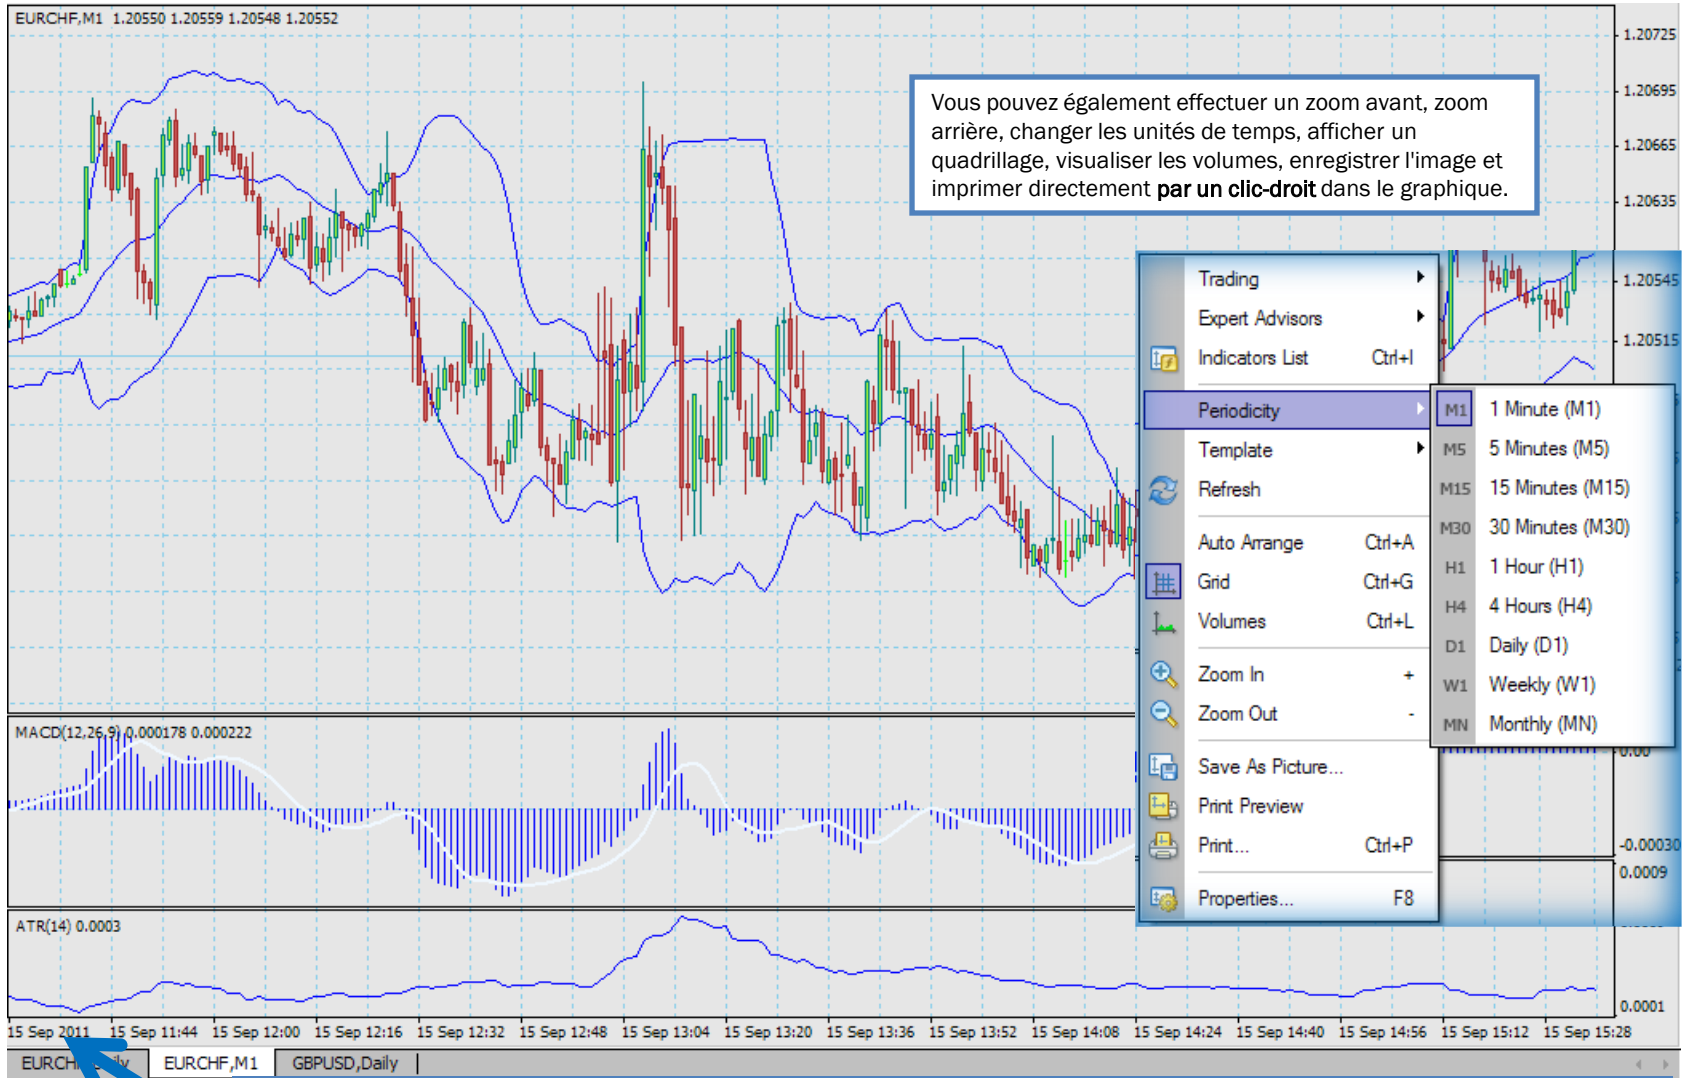 EURCHF,M1 1.20550 1.20559 1.20548 1.20552
1.20725
1.20695
1.20665
1.20635
1.20545
1.20515
Vous pouvez également effectuer un zoom avant, zoom
arrière, changer les unités de temps, afficher un
quadrillage, visualiser les volumes, enregistrer l'image et
imprimer directement par un clic-droit dans le graphique.
Trading
Expert Advisors
Indicators List Ctrl+I
Periodicity
Template
Refresh
Auto Arrange Ctrl+A
Grid Ctrl+G
Volumes Ctrl+L
Zoom In +
Zoom Out -
Save As Picture...
Print Preview
Print... Ctrl+P
Properties... F8
M1 1 Minute (M1)
M5 5 Minutes (M5)
M15 15 Minutes (M15)
M30 30 Minutes (M30)
H1 1 Hour (H1)
H4 4 Hours (H4)
D1 Daily (D1)
W1 Weekly (W1)
MN Monthly (MN)
MACD(12,26,9) 0.000178 0.000222
0.00
-0.00030
0.0009
ATR(14) 0.0003
0.0001
15 Sep 2011 15 Sep 11:44 15 Sep 12:00 15 Sep 12:16 15 Sep 12:32 15 Sep 12:48 15 Sep 13:04 15 Sep 13:20 15 Sep 13:36 15 Sep 13:52 15 Sep 14:08 15 Sep 14:24 15 Sep 14:40 15 Sep 14:56 15 Sep 15:12 15 Sep 15:28
EURCHF,M1 GBPUSD,Daily